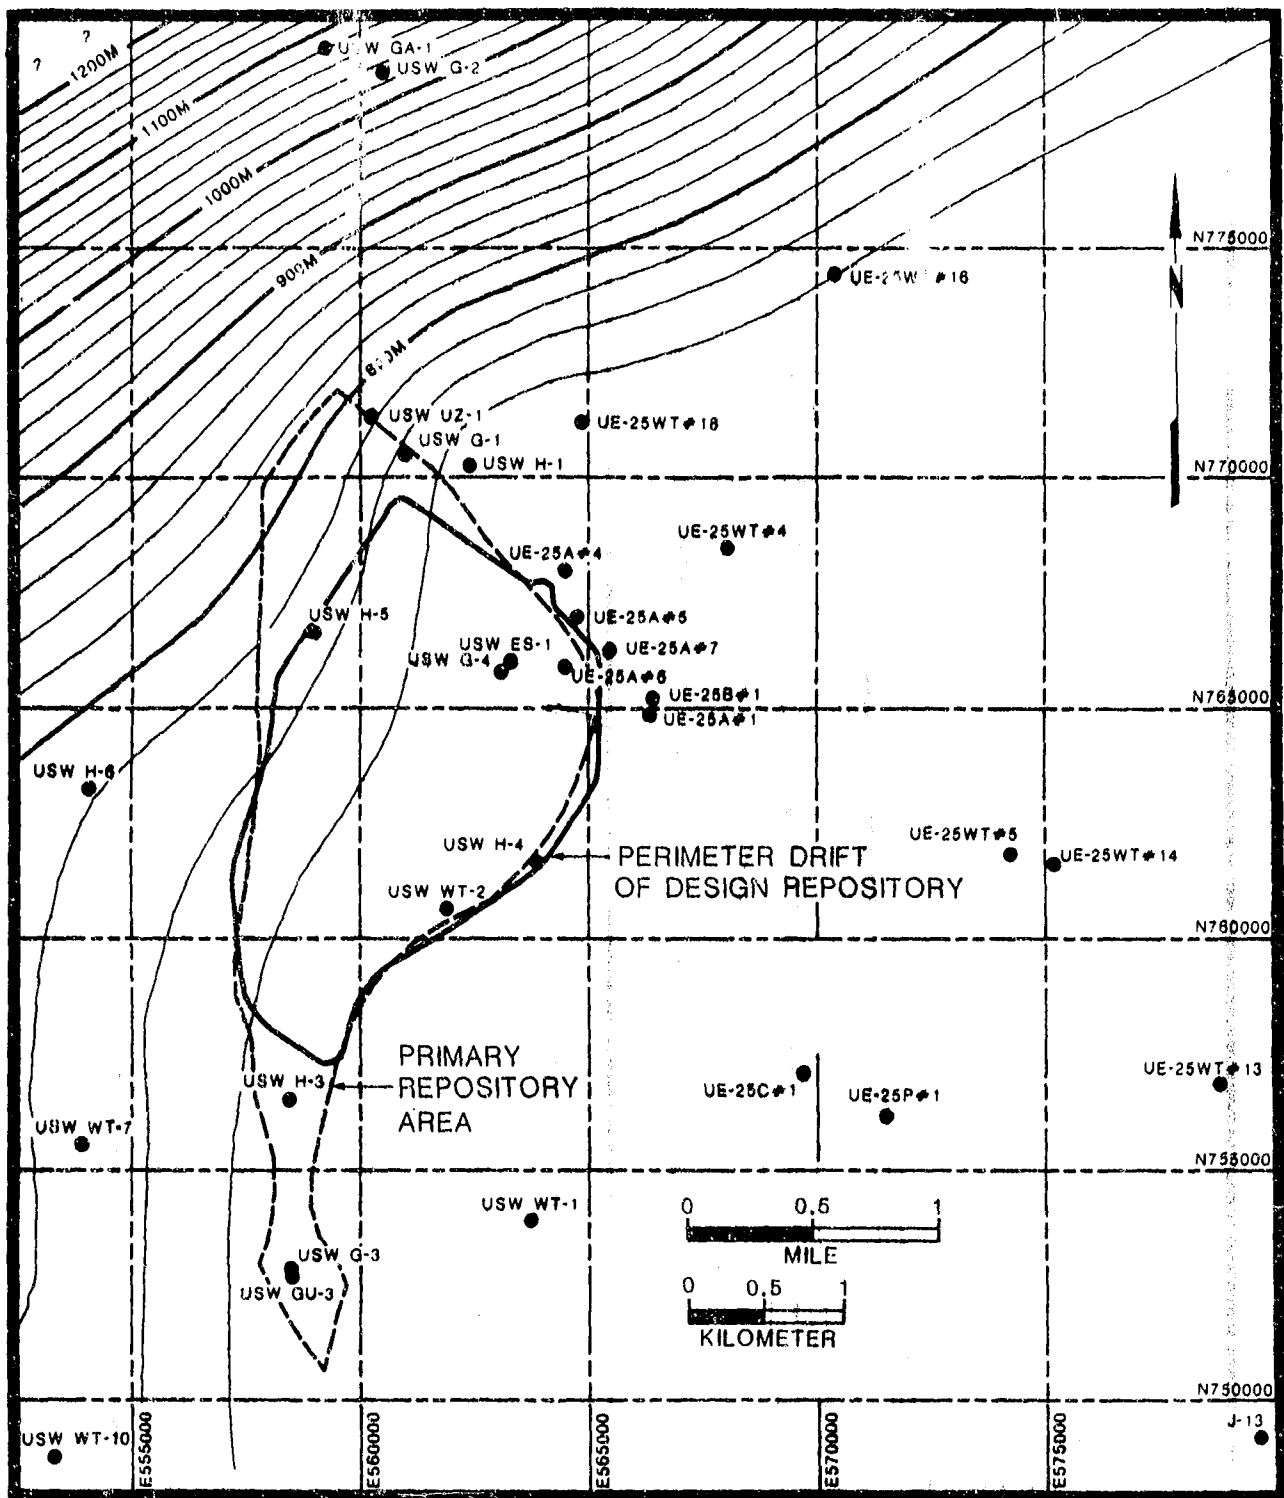 ?
?
1200M
USW GA-1
USW G-2
1100M
1000M
N775000
900M
UE-25W #16
N
800M
USW UZ-1
UE-25WT#18
USW G-1
USW H-1
N770000
UE-25WT#4
UE-25A#4
USW H-5
UE-25A#5
USW ES-1
UE-25A#7
USW G-4
UE-25A#6
UE-25B#1
N765000
UE-25A#1
USW H-6
UE-25WT#5
USW H-4
PERIMETER DRIFT
OF DESIGN REPOSITORY
UE-25WT#14
USW WT-2
N760000
PRIMARY
REPOSITORY
AREA
USW H-3
UE-25C#1
UE-25P#1
UE-25WT#13
USW WT-7
N755000
USW WT-1
0 0.5 1
MILE
USW G-3
USW GU-3
0 0.5 1
KILOMETER
N750000
USW WT-10
E555000
E560000
E565000
E570000
E575000
J-13